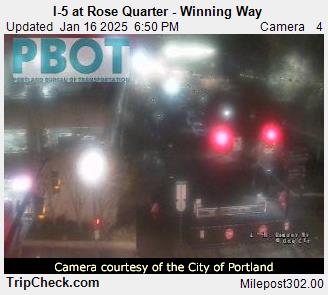 I-5 at Rose Quarter - Winning Way
Updated Jan 16 2025 6:50 PM Camera 4
PBOT
PORTLAND BUREAU OF TRANSPORTATION
Camera courtesy of the City of Portland
TripCheck.com Milepost302.00